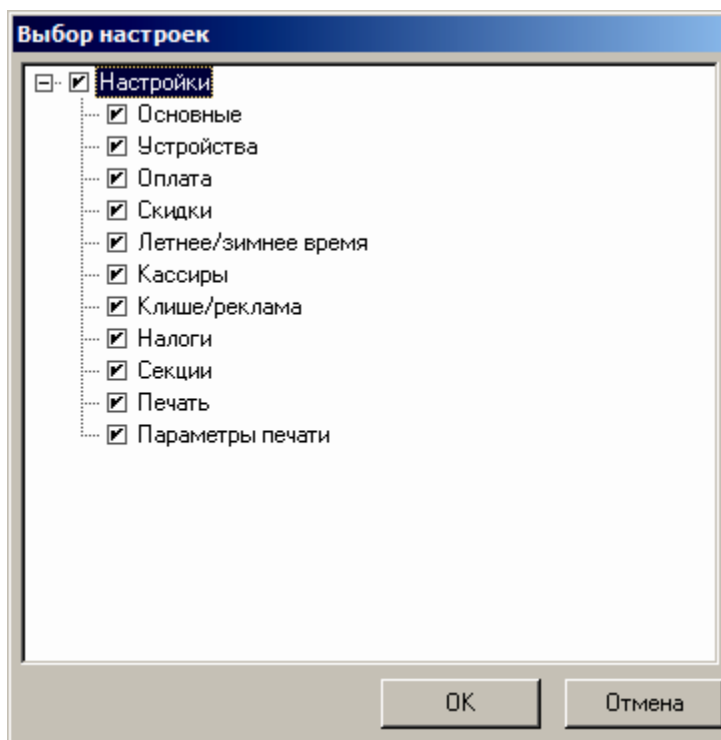 Выбор настроек
Настройки
Основные
Устройства
Оплата
Скидки
Летнее/зимнее время
Кассиры
Клише/реклама
Налоги
Секции
Печать
Параметры печати
OK
Отмена